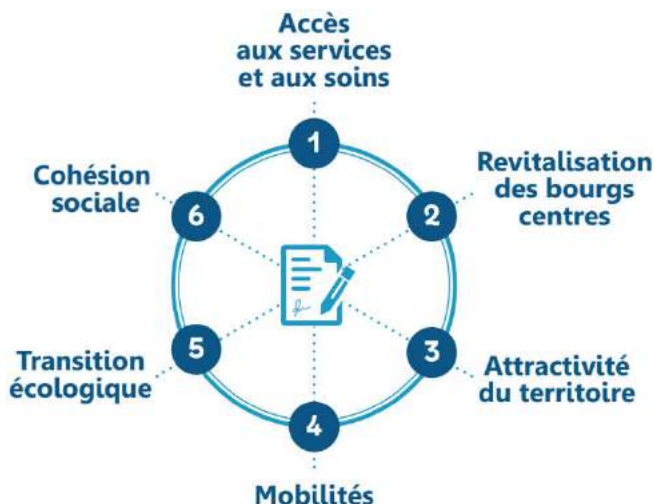 Accès
aux services
et aux soins
1
Revitalisation
des bourgs
centres
2
3
Attractivité
du territoire
4
Mobilités
5
Transition
écologique
6
Cohésion
sociale